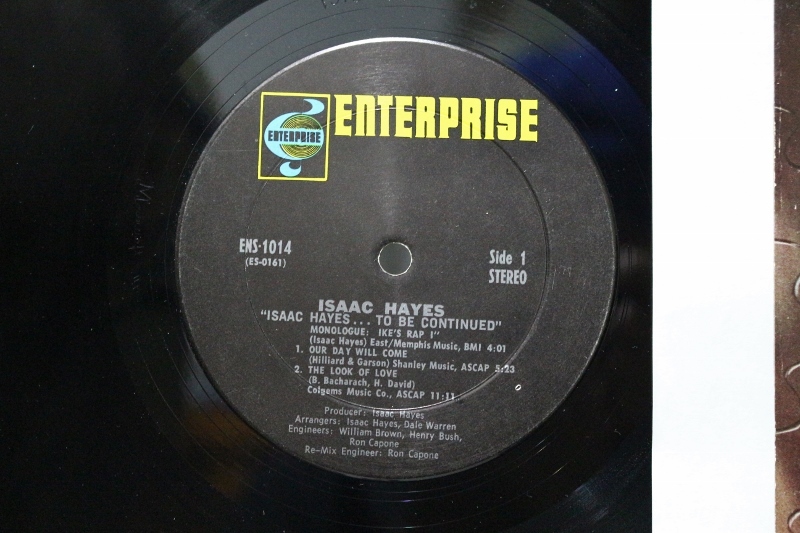 ENTERPRISE
ENTERPRISE
ENS-1014
(ES-0161)
Side 1
STEREO
ISAAC HAYES
"ISAAC HAYES... TO BE CONTINUED"
MONOLOGUE: IKE'S RAP I"
(Isaac Hayes) East/Memphis Music, BMI 4:01
1. OUR DAY WILL COME
(Hilliard & Garson) Shanley Music, ASCAP 5:23
2. THE LOOK OF LOVE
(B. Bacharach, H. David)
Colgems Music Co., ASCAP 11:11
Producer: Isaac Hayes
Arrangers: Isaac Hayes, Dale Warren
Engineers: William Brown, Henry Bush,
Ron Capone
Re-Mix Engineer: Ron Capone